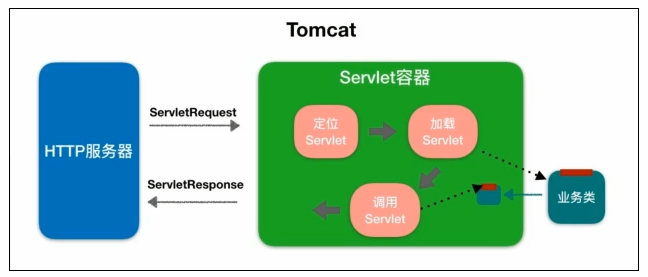 Tomcat
Servlet容器
ServletRequest
定位
Servlet
加载
Servlet
HTTP服务器
ServletResponse
调用
Servlet
业务类